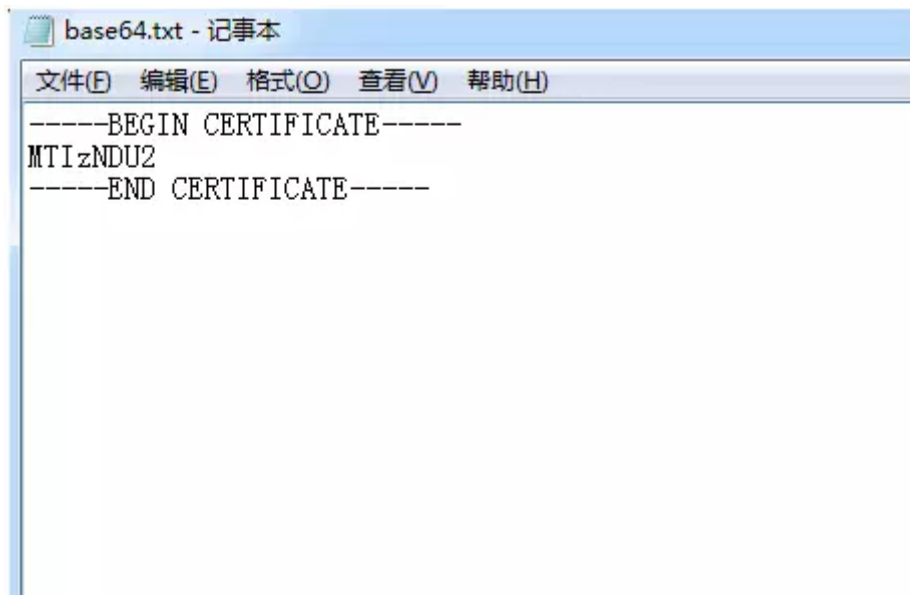 base64.txt - 记事本
文件(F) 编辑(E) 格式(O) 查看(V) 帮助(H)
-----BEGIN CERTIFICATE-----
MTIzNDU2
-----END CERTIFICATE-----